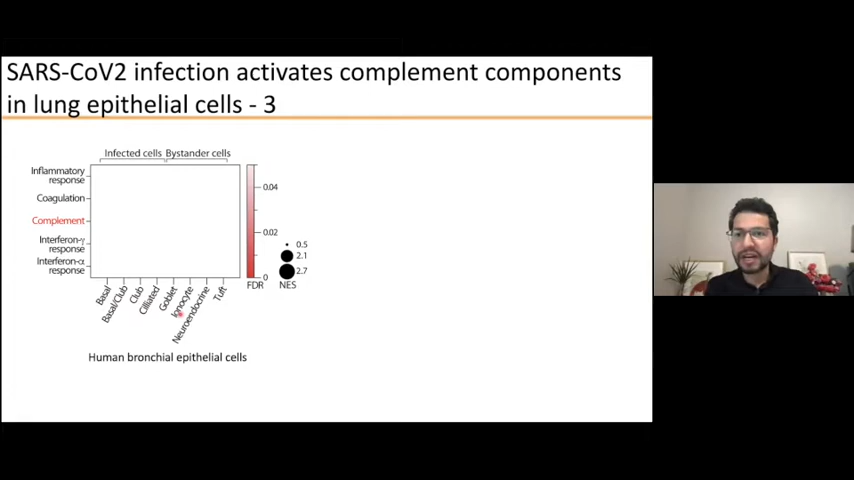 SARS-CoV2 infection activates complement components
in lung epithelial cells - 3
Infected cells Bystander cells
Inflammatory
response
Coagulation
Complement
Interferon-γ
response
Interferon-α
response
0.04
0.02
0
FDR
0.5
2.1
2.7
NES
Basal
Basal/Club
Club
Cilliated
Goblet
Ionocyte
Neuroendocrine
Tuft
Human bronchial epithelial cells